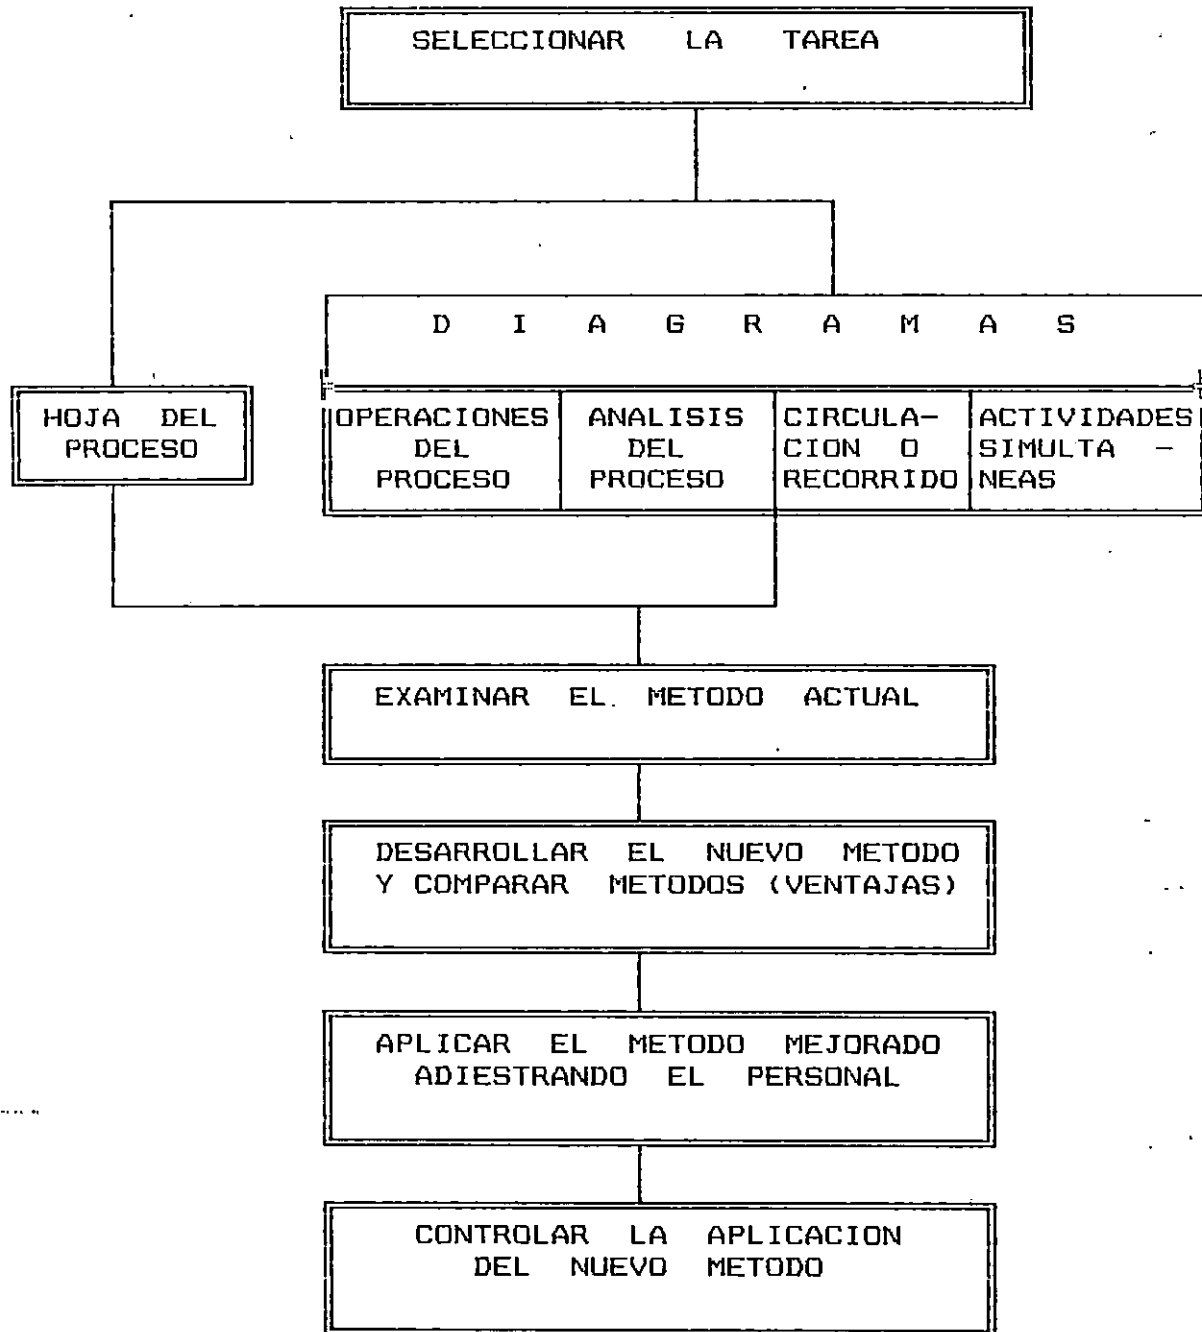 SELECCIONAR LA TAREA
D I A G R A M A S
HOJA DEL
PROCESO
OPERACIONES
DEL
PROCESO
ANALISIS
DEL
PROCESO
CIRCULA-
CION O
RECORRIDO
ACTIVIDADES
SIMULTA -
NEAS
EXAMINAR EL METODO ACTUAL
DESARROLLAR EL NUEVO METODO
Y COMPARAR METODOS (VENTAJAS)
APLICAR EL METODO MEJORADO
ADIESTRANDO EL PERSONAL
CONTROLAR LA APLICACION
DEL NUEVO METODO